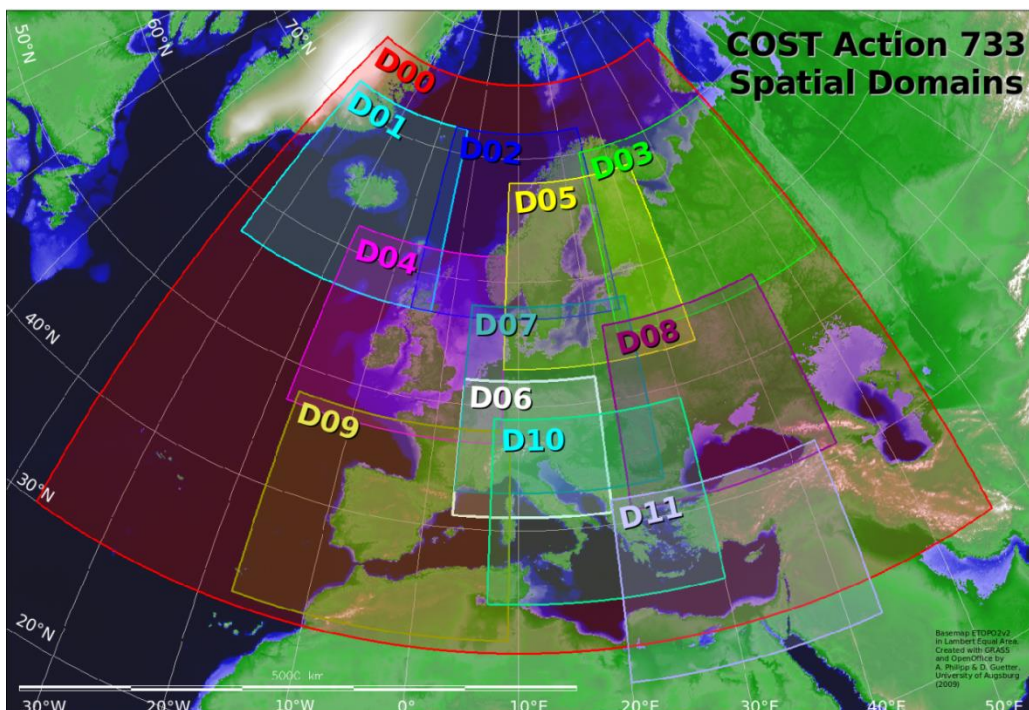 COST Action 733
Spatial Domains
50°N
60°N
70°N
D00
D01
D02
D03
D05
D04
D07
D08
40°N
D06
D09
D10
30°N
D11
20°N
5000 km
Basemap ETOPO2v2
in Lambert Equal Area.
Created with GRASS
and OpenOffice by
A. Philipp & D. Guetter,
University of Augsburg
(2009)
30°W
20°W
10°W
0°W
10°E
20°E
30°E
40°E
50°E